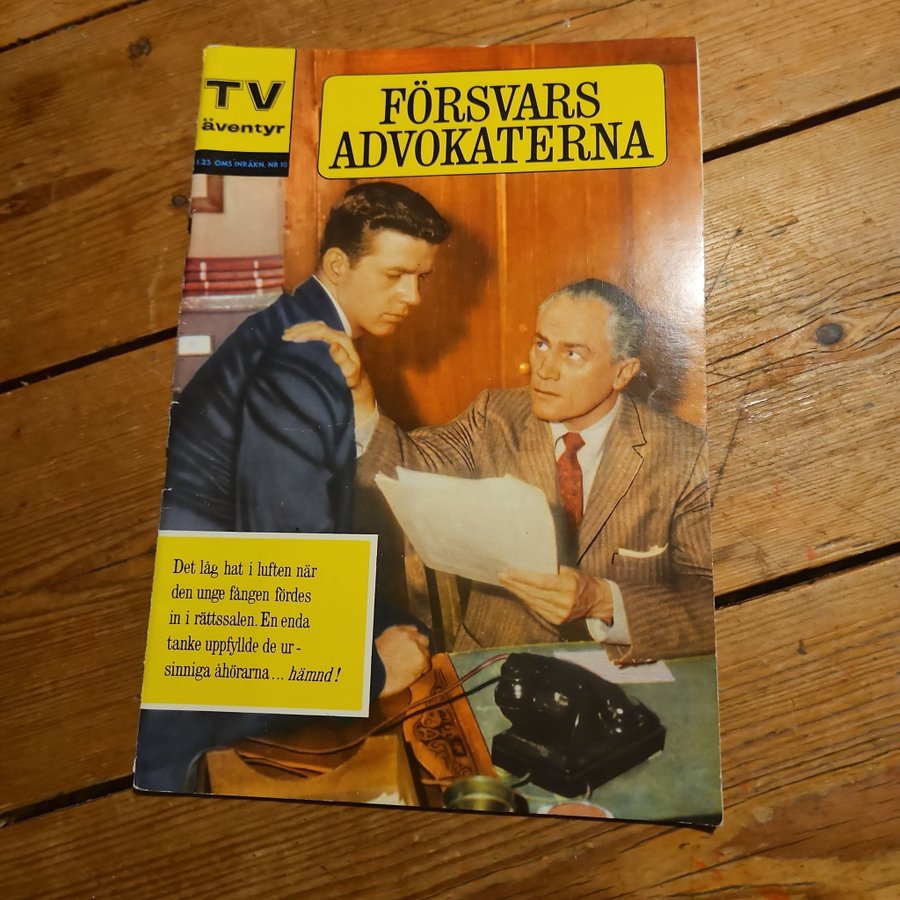 TV
äventyr
1.25 OMS INRÄKN. NR 10
FÖRSVARS
ADVOKATERNA
Det låg hat i luften när
den unge fången fördes
in i rättssalen. En enda
tanke uppfyllde de ur-
sinniga åhörarna... hämnd!